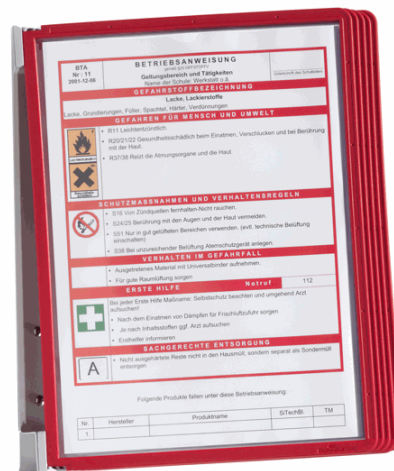 BTA
Nr : 11
2001-12-06
BETRIEBSANWEISUNG
Geltungsbereich und Tätigkeiten
Name der Schule: Werkstatt o.ä.
Unterschrift des Schulleiters
GEFAHRSTOFFBEZEICHNUNG
Lacke, Lackierstoffe
Lacke, Grundierungen, Füller, Spachtel, Härter, Verdünnungen
GEFAHREN FÜR MENSCH UND UMWELT
• R11 Leichtentzündlich.
• R20/21/22 Gesundheitsschädlich beim Einatmen, Verschlucken und bei Berührung
mit der Haut.
• R37/38 Reizt die Atmungsorgane und die Haut.
SCHUTZMASSNAHMEN UND VERHALTENSREGELN
• S16 Von Zündquellen fernhalten-Nicht rauchen.
• S24/25 Berührung mit den Augen und der Haut vermeiden.
• S51 Nur in gut gelüfteten Bereichen verwenden. (evtl. technische Belüftung
einschalten)
• S38 Bei unzureichender Belüftung Atemschutzgerät anlegen.
VERHALTEN IM GEFAHRFALL
• Ausgetretenes Material mit Universalbinder aufnehmen.
• Für gute Raumlüftung sorgen
ERSTE HILFE
Notruf
112
Bei jeder Erste Hilfe Maßname: Selbstschutz beachten und umgehend Arzt
aufsuchen!
• Nach dem Einatmen von Dämpfen für Frischluftzufuhr sorgen
• Je nach Inhaltsstoffen ggf. Arzt aufsuchen
• Ersthelfer informieren
SACHGERECHTE ENTSORGUNG
A
• Nicht ausgehärtete Reste nicht in den Hausmüll, sondern separat als Sondermüll
entsorgen
Folgende Produkte fallen unter diese Betriebsanweisung:
Nr. Hersteller Produktname SiTechBl TM
1.